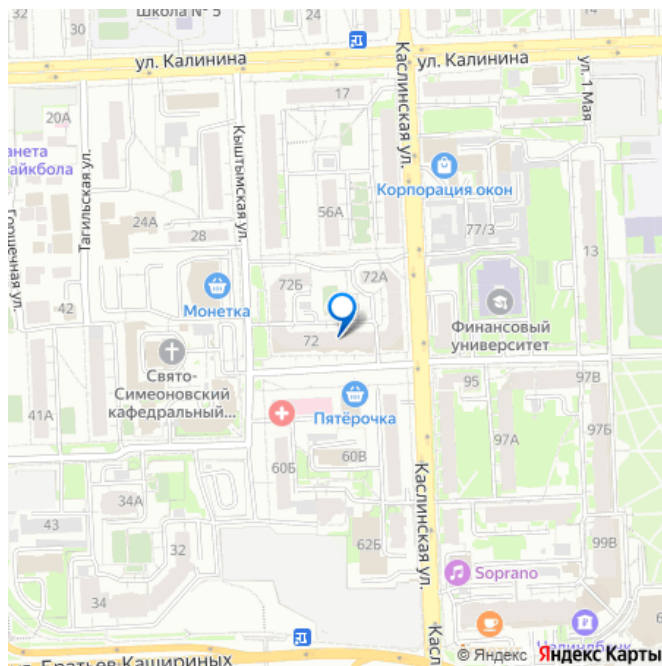 Школа № 5
24
32
30
ул. Калинина
ул. Калинина
17
ул. 1 Мая
20А
Каслинская ул.
Кыштымская ул.
Тагильская ул.
Корпорация окон
56А
24А
28
77/3
13
72Б
72А
42
Монетка
72
Финансовый
университет
Свято-
Симеоновский
кафедральный...
95
97В
41А
Пятёрочка
97А
97Б
60Б
60В
Каслинская ул.
34А
43
32
62Б
99В
34
Soprano
© Яндекс Яндекс Карты